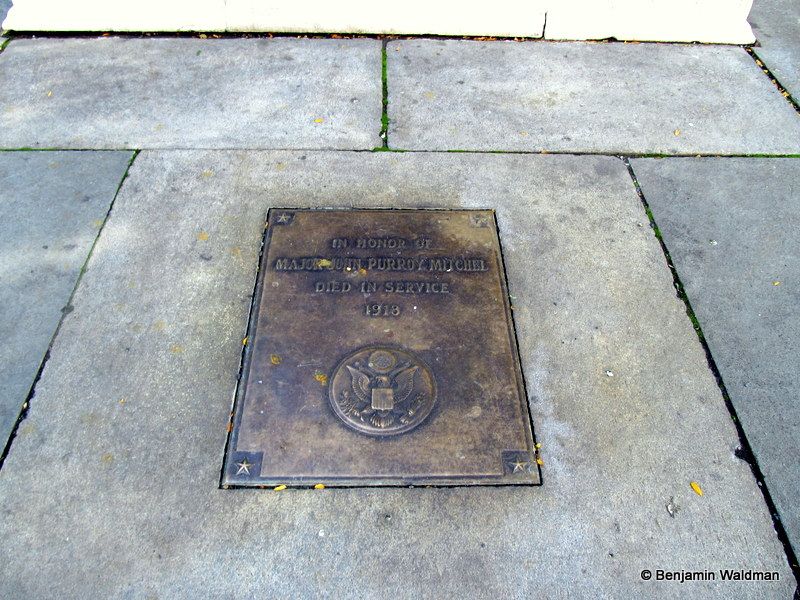 IN HONOR OF
MAJOR JOHN PURROY MITCHEL
DIED IN SERVICE
1918
© Benjamin Waldman